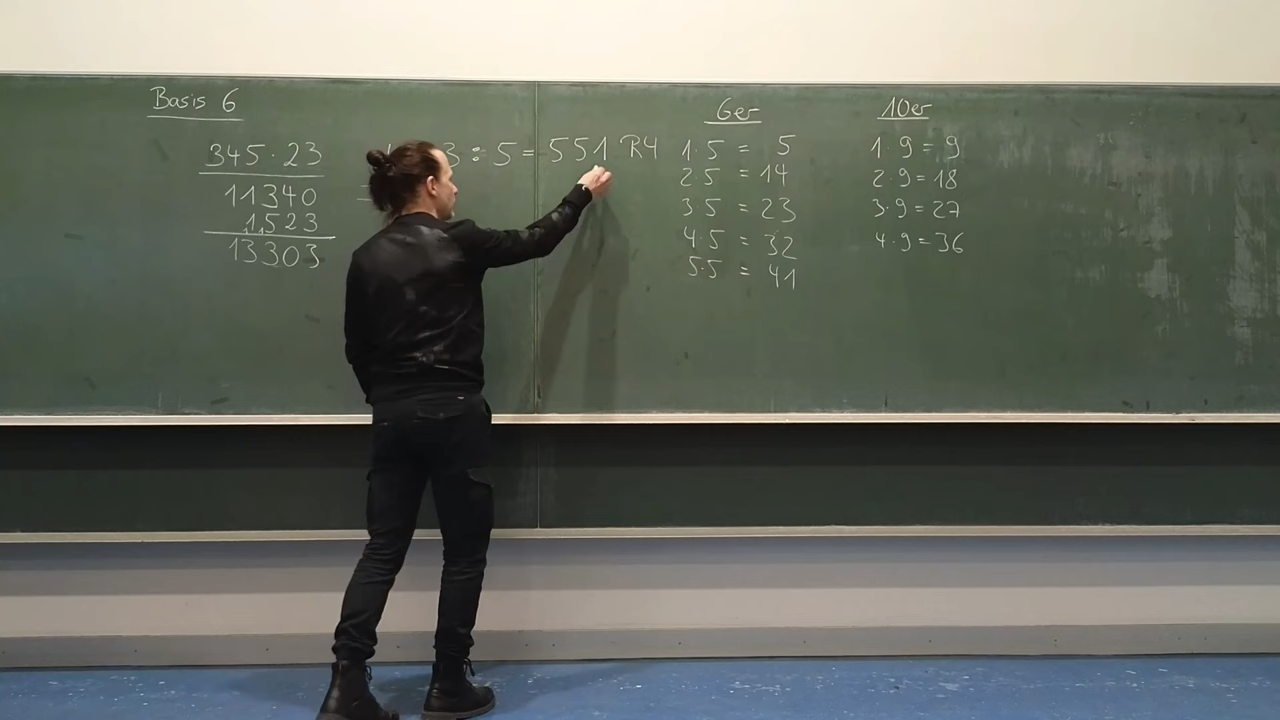 Basis 6
345·23
11340
1523
13303
3 : 5 = 551 R4
6er
1·5 = 5
2 5 = 14
3 5 = 23
4·5 = 32
5·5 = 41
10er
1·9 = 9
2·9 = 18
3·9 = 27
4·9 = 36